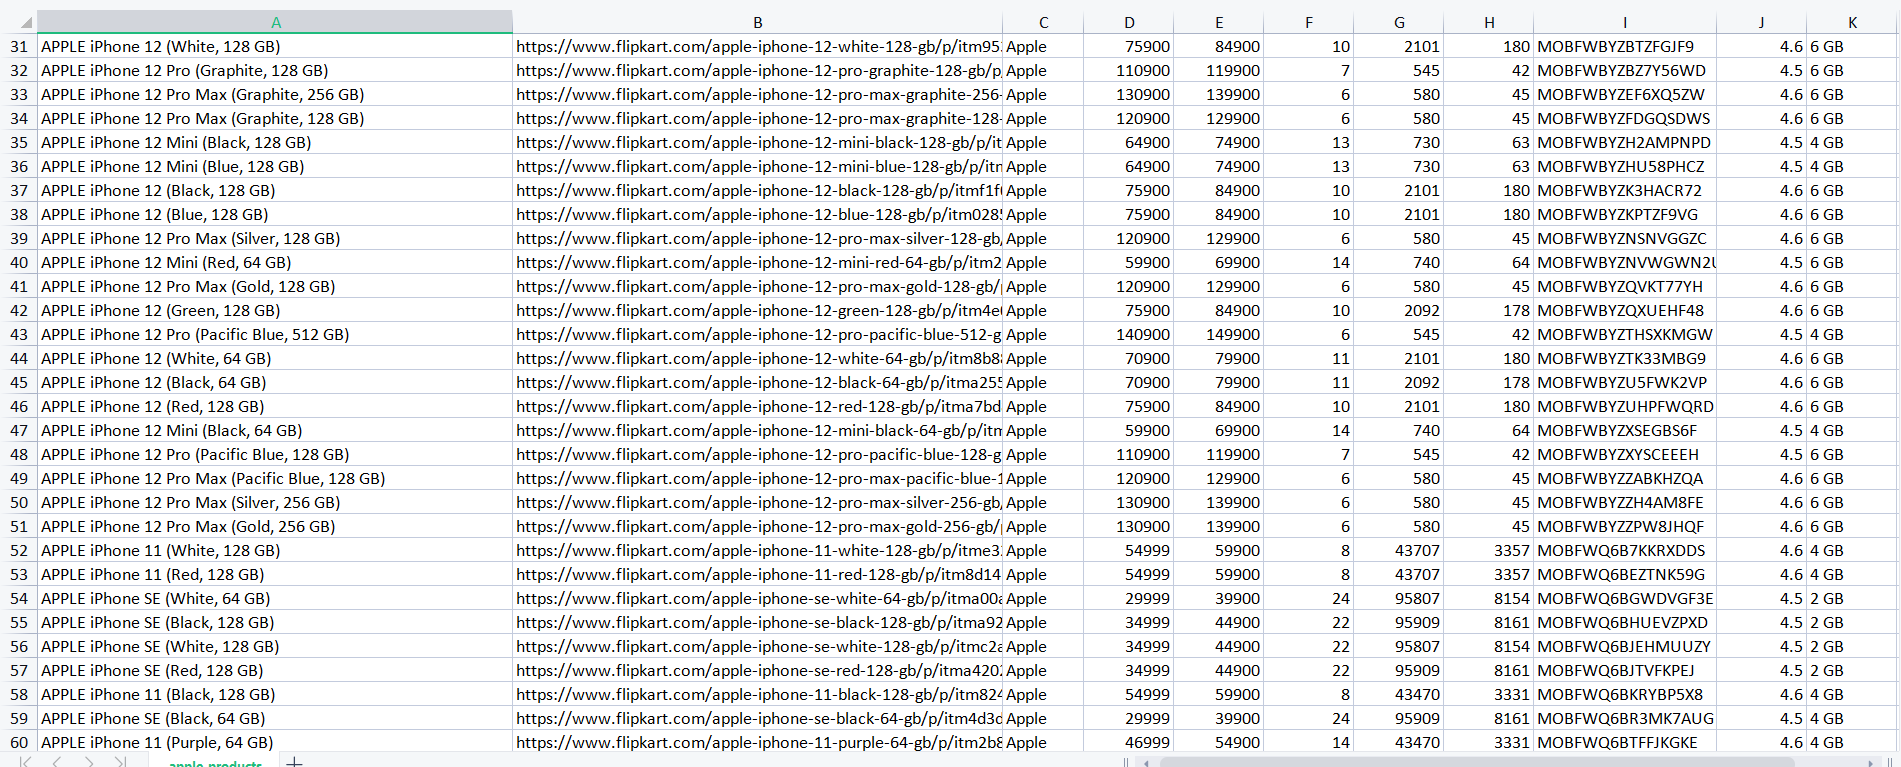 A B C D E F G H I J K
31 APPLE iPhone 12 (White, 128 GB) https://www.flipkart.com/apple-iphone-12-white-128-gb/p/itm95 Apple 75900 84900 10 2101 180 MOBFWBYZBTZFGJF9 4.6 6 GB
32 APPLE iPhone 12 Pro (Graphite, 128 GB) https://www.flipkart.com/apple-iphone-12-pro-graphite-128-gb/p Apple 110900 119900 7 545 42 MOBFWBYZBZ7Y56WD 4.5 6 GB
33 APPLE iPhone 12 Pro Max (Graphite, 256 GB) https://www.flipkart.com/apple-iphone-12-pro-max-graphite-256- Apple 130900 139900 6 580 45 MOBFWBYZEF6XQ5ZW 4.6 6 GB
34 APPLE iPhone 12 Pro Max (Graphite, 128 GB) https://www.flipkart.com/apple-iphone-12-pro-max-graphite-128- Apple 120900 129900 6 580 45 MOBFWBYZFDGQSDWS 4.6 6 GB
35 APPLE iPhone 12 Mini (Black, 128 GB) https://www.flipkart.com/apple-iphone-12-mini-black-128-gb/p/it Apple 64900 74900 13 730 63 MOBFWBYZH2AMPNPD 4.5 4 GB
36 APPLE iPhone 12 Mini (Blue, 128 GB) https://www.flipkart.com/apple-iphone-12-mini-blue-128-gb/p/itn Apple 64900 74900 13 730 63 MOBFWBYZHU58PHCZ 4.5 4 GB
37 APPLE iPhone 12 (Black, 128 GB) https://www.flipkart.com/apple-iphone-12-black-128-gb/p/itmf1f Apple 75900 84900 10 2101 180 MOBFWBYZK3HACR72 4.6 6 GB
38 APPLE iPhone 12 (Blue, 128 GB) https://www.flipkart.com/apple-iphone-12-blue-128-gb/p/itm028 Apple 75900 84900 10 2101 180 MOBFWBYZKPTZF9VG 4.6 6 GB
39 APPLE iPhone 12 Pro Max (Silver, 128 GB) https://www.flipkart.com/apple-iphone-12-pro-max-silver-128-gb Apple 120900 129900 6 580 45 MOBFWBYZNSNVGGZC 4.6 6 GB
40 APPLE iPhone 12 Mini (Red, 64 GB) https://www.flipkart.com/apple-iphone-12-mini-red-64-gb/p/itm2 Apple 59900 69900 14 740 64 MOBFWBYZNVWGWN2U 4.5 6 GB
41 APPLE iPhone 12 Pro Max (Gold, 128 GB) https://www.flipkart.com/apple-iphone-12-pro-max-gold-128-gb/ Apple 120900 129900 6 580 45 MOBFWBYZQVKT77YH 4.6 6 GB
42 APPLE iPhone 12 (Green, 128 GB) https://www.flipkart.com/apple-iphone-12-green-128-gb/p/itm4e Apple 75900 84900 10 2092 178 MOBFWBYZQXUEHF48 4.6 6 GB
43 APPLE iPhone 12 Pro (Pacific Blue, 512 GB) https://www.flipkart.com/apple-iphone-12-pro-pacific-blue-512-g Apple 140900 149900 6 545 42 MOBFWBYZTHSXKMGW 4.5 4 GB
44 APPLE iPhone 12 (White, 64 GB) https://www.flipkart.com/apple-iphone-12-white-64-gb/p/itm8b8 Apple 70900 79900 11 2101 180 MOBFWBYZTK33MBG9 4.6 6 GB
45 APPLE iPhone 12 (Black, 64 GB) https://www.flipkart.com/apple-iphone-12-black-64-gb/p/itma255 Apple 70900 79900 11 2092 178 MOBFWBYZU5FWK2VP 4.6 6 GB
46 APPLE iPhone 12 (Red, 128 GB) https://www.flipkart.com/apple-iphone-12-red-128-gb/p/itma7bd Apple 75900 84900 10 2101 180 MOBFWBYZUHPFWQRD 4.6 6 GB
47 APPLE iPhone 12 Mini (Black, 64 GB) https://www.flipkart.com/apple-iphone-12-mini-black-64-gb/p/itn Apple 59900 69900 14 740 64 MOBFWBYZXSEGBS6F 4.5 4 GB
48 APPLE iPhone 12 Pro (Pacific Blue, 128 GB) https://www.flipkart.com/apple-iphone-12-pro-pacific-blue-128-g Apple 110900 119900 7 545 42 MOBFWBYZXYSCEEEH 4.5 6 GB
49 APPLE iPhone 12 Pro Max (Pacific Blue, 128 GB) https://www.flipkart.com/apple-iphone-12-pro-max-pacific-blue-1 Apple 120900 129900 6 580 45 MOBFWBYZZABKHZQA 4.6 6 GB
50 APPLE iPhone 12 Pro Max (Silver, 256 GB) https://www.flipkart.com/apple-iphone-12-pro-max-silver-256-gb Apple 130900 139900 6 580 45 MOBFWBYZZH4AM8FE 4.6 6 GB
51 APPLE iPhone 12 Pro Max (Gold, 256 GB) https://www.flipkart.com/apple-iphone-12-pro-max-gold-256-gb/ Apple 130900 139900 6 580 45 MOBFWBYZZPW8JHQF 4.6 6 GB
52 APPLE iPhone 11 (White, 128 GB) https://www.flipkart.com/apple-iphone-11-white-128-gb/p/itme3 Apple 54999 59900 8 43707 3357 MOBFWQ6B7KKRXDDS 4.6 4 GB
53 APPLE iPhone 11 (Red, 128 GB) https://www.flipkart.com/apple-iphone-11-red-128-gb/p/itm8d14 Apple 54999 59900 8 43707 3357 MOBFWQ6BEZTNK59G 4.6 4 GB
54 APPLE iPhone SE (White, 64 GB) https://www.flipkart.com/apple-iphone-se-white-64-gb/p/itma00a Apple 29999 39900 24 95807 8154 MOBFWQ6BGWDVGF3E 4.5 2 GB
55 APPLE iPhone SE (Black, 128 GB) https://www.flipkart.com/apple-iphone-se-black-128-gb/p/itma92 Apple 34999 44900 22 95909 8161 MOBFWQ6BHUEVZPXD 4.5 2 GB
56 APPLE iPhone SE (White, 128 GB) https://www.flipkart.com/apple-iphone-se-white-128-gb/p/itmc2a Apple 34999 44900 22 95807 8154 MOBFWQ6BJEHMUUZY 4.5 2 GB
57 APPLE iPhone SE (Red, 128 GB) https://www.flipkart.com/apple-iphone-se-red-128-gb/p/itma420 Apple 34999 44900 22 95909 8161 MOBFWQ6BJTVFKPEJ 4.5 2 GB
58 APPLE iPhone 11 (Black, 128 GB) https://www.flipkart.com/apple-iphone-11-black-128-gb/p/itm824 Apple 54999 59900 8 43470 3331 MOBFWQ6BKRYBP5X8 4.6 4 GB
59 APPLE iPhone SE (Black, 64 GB) https://www.flipkart.com/apple-iphone-se-black-64-gb/p/itm4d3c Apple 29999 39900 24 95909 8161 MOBFWQ6BR3MK7AUG 4.5 4 GB
60 APPLE iPhone 11 (Purple, 64 GB) https://www.flipkart.com/apple-iphone-11-purple-64-gb/p/itm2b8 Apple 46999 54900 14 43470 3331 MOBFWQ6BTFFJKGKE 4.6 4 GB
apple products